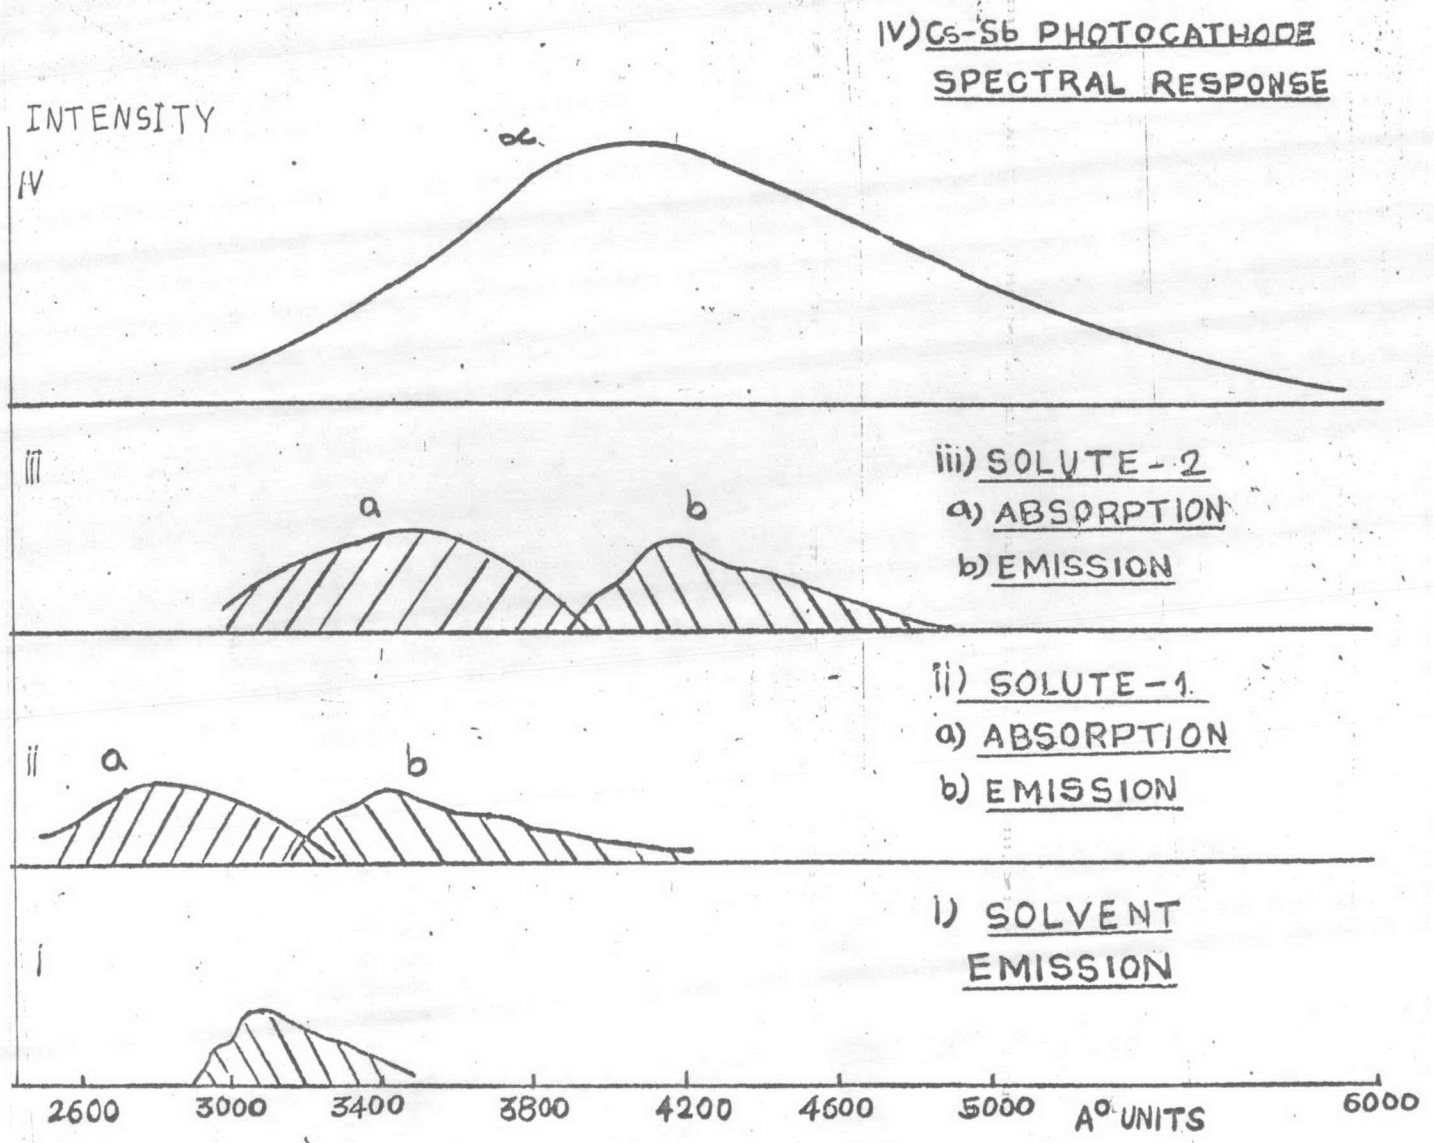 IV) Cs-Sb PHOTOCATHODE
SPECTRAL RESPONSE
INTENSITY
IV
α
iii
a
b
iii) SOLUTE - 2
a) ABSORPTION
b) EMISSION
ii
a
b
ii) SOLUTE - 1.
a) ABSORPTION
b) EMISSION
i
i) SOLVENT
EMISSION
2600 3000 3400 3800 4200 4600 5000 A° UNITS 6000